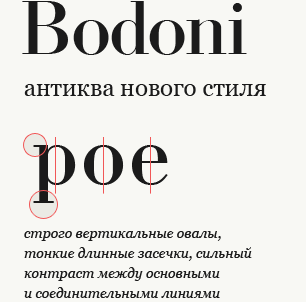 Bodoni
антиква нового стиля
рое
строго вертикальные овалы,
тонкие длинные засечки, сильный
контраст между основными
и соединительными линиями